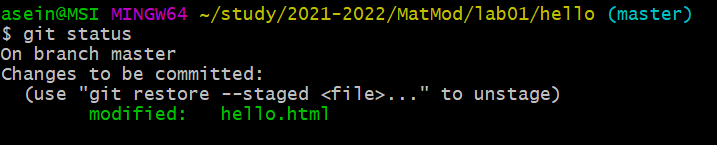 asein@MSI MINGW64 ~/study/2021-2022/MatMod/lab01/hello (master)
$ git status
On branch master
Changes to be committed:
  (use "git restore --staged <file>..." to unstage)
        modified:   hello.html